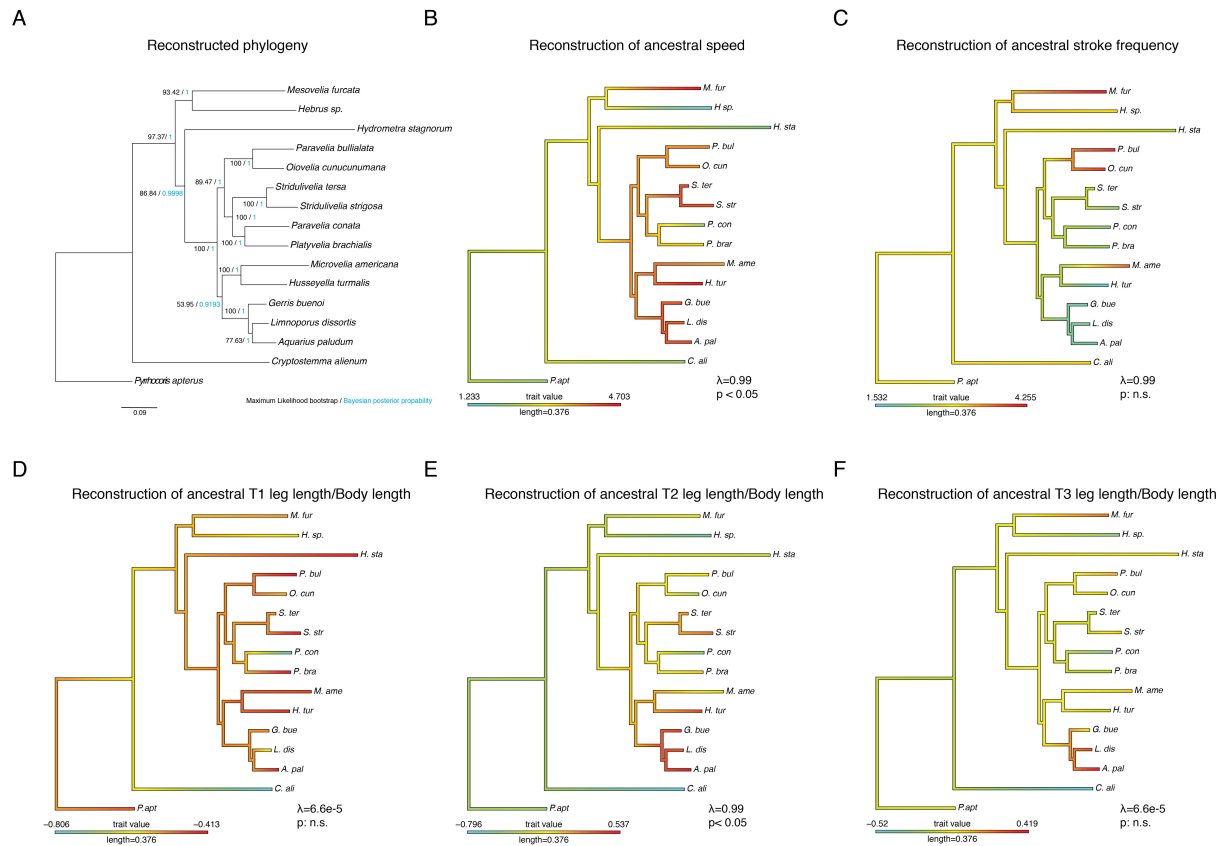 A
Reconstructed phylogeny
93.42 / 1
97.37/ 1
86.84 / 0.9998
89.47 / 1
100 / 1
100 / 1
100 / 1
100 / 1
100 / 1
100 / 1
53.95 / 0.9193
100 / 1
77.63/ 1
Mesovelia furcata
Hebrus sp.
Hydrometra stagnorum
Paravelia bullialata
Oiovelia cunucunumana
Stridulivelia tersa
Stridulivelia strigosa
Paravelia conata
Platyvelia brachialis
Microvelia americana
Husseyella turmalis
Gerris buenoi
Limnoporus dissortis
Aquarius paludum
Cryptostemma alienum
Pyrrhocoris apterus
0.09
Maximum Likelihood bootstrap / Bayesian posterior propability
B
Reconstruction of ancestral speed
M. fur
H sp.
H. sta
P. bul
O. cun
S. ter
S. str
P. con
P. brar
M. ame
H. tur
G. bue
L. dis
A. pal
C. ali
P.apt
λ=0.99
p < 0.05
1.233 trait value 4.703
length=0.376
C
Reconstruction of ancestral stroke frequency
M. fur
H. sp.
H. sta
P. bul
O. cun
S. ter
S. str
P. con
P. bra
M. ame
H. tur
G. bue
L. dis
A. pal
C. ali
P. apt
λ=0.99
p: n.s.
1.532 trait value 4.255
length=0.376
D
Reconstruction of ancestral T1 leg length/Body length
M. fur
H. sp.
H. sta
P. bul
O. cun
S. ter
S. str
P. con
P. bra
M. ame
H. tur
G. bue
L. dis
A. pal
C. ali
P.apt
λ=6.6e-5
p: n.s.
−0.806 trait value −0.413
length=0.376
E
Reconstruction of ancestral T2 leg length/Body length
M. fur
H. sp.
H. sta
P. bul
O. cun
S. ter
S. str
P. con
P. bra
M. ame
H. tur
G. bue
L. dis
A. pal
C. ali
P.apt
λ=0.99
p< 0.05
−0.796 trait value 0.537
length=0.376
F
Reconstruction of ancestral T3 leg length/Body length
M. fur
H. sp.
H. sta
P. bul
O. cun
S. ter
S. str
P. con
P. bra
M. ame
H. tur
G. bue
L. dis
A. pal
C. ali
P.apt
λ=6.6e-5
p: n.s.
−0.52 trait value 0.419
length=0.376